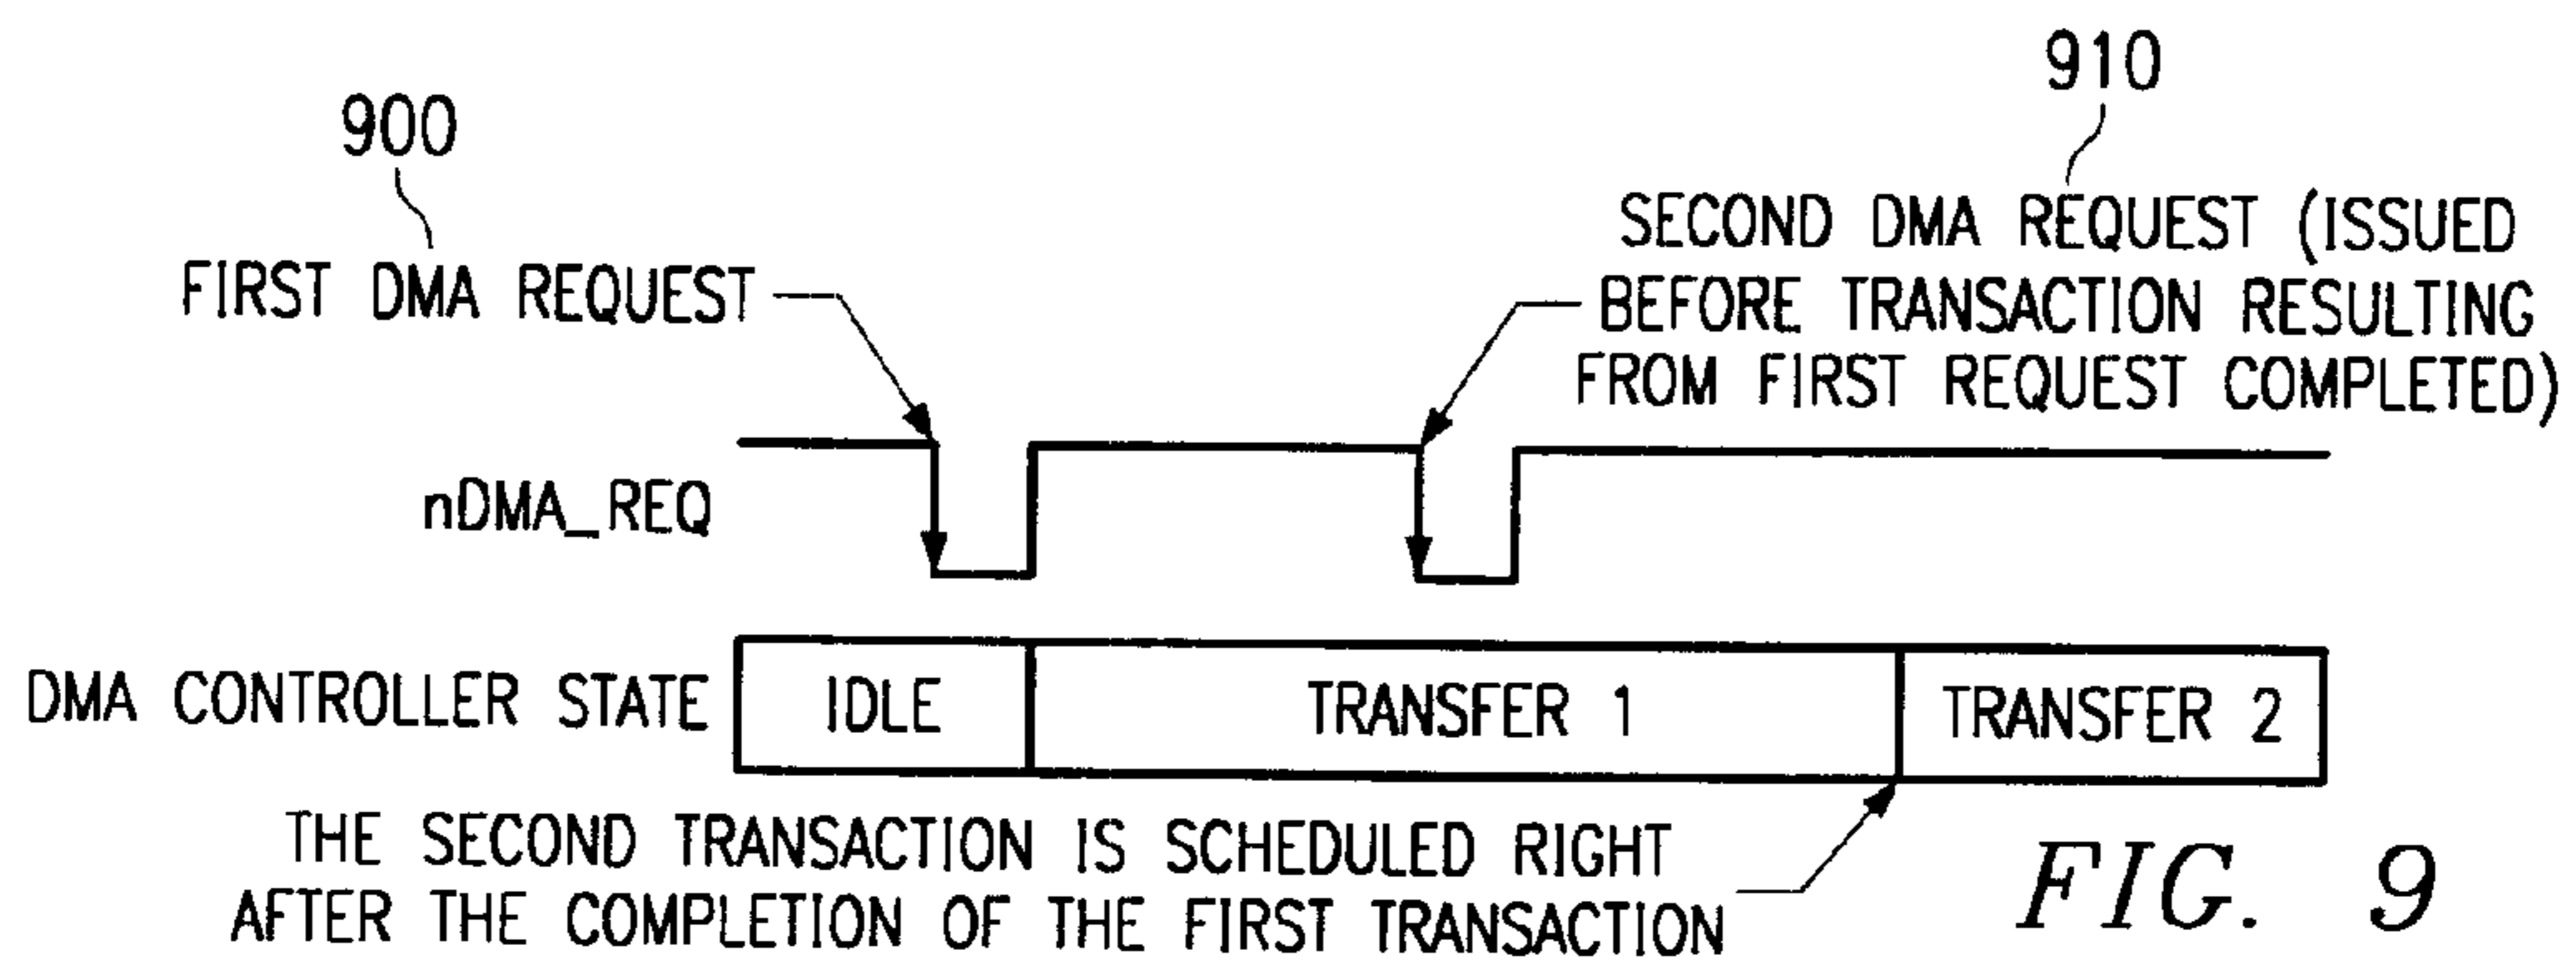 910
900
SECOND DMA REQUEST (ISSUED
FIRST DMA REQUEST
BEFORE TRANSACTION RESULTING
FROM FIRST REQUEST COMPLETED)
nDMA_REQ
DMA CONTROLLER STATE
IDLE
TRANSFER 1
TRANSFER 2
THE SECOND TRANSACTION IS SCHEDULED RIGHT
AFTER THE COMPLETION OF THE FIRST TRANSACTION
FIG. 9